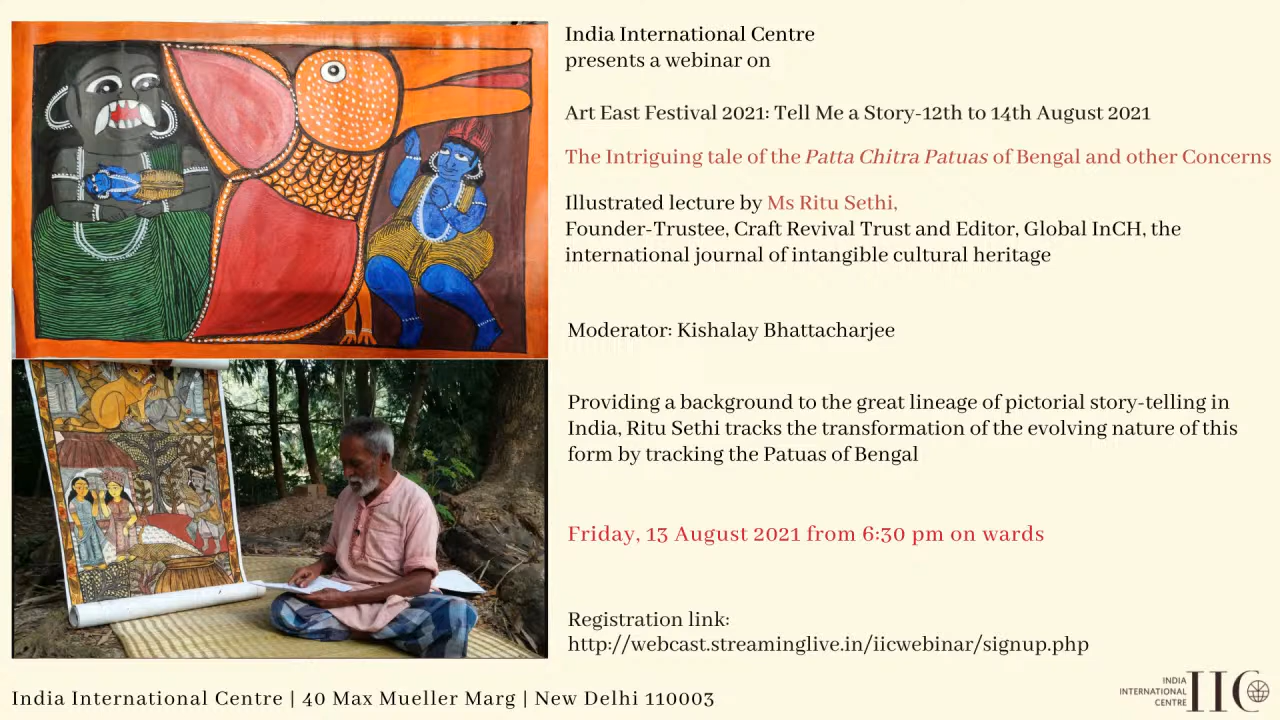 India International Centre
presents a webinar on
Art East Festival 2021: Tell Me a Story-12th to 14th August 2021
The Intriguing tale of the Patta Chitra Patuas of Bengal and other Concerns
Illustrated lecture by Ms Ritu Sethi,
Founder-Trustee, Craft Revival Trust and Editor, Global InCH, the
international journal of intangible cultural heritage
Moderator: Kishalay Bhattacharjee
Providing a background to the great lineage of pictorial story-telling in
India, Ritu Sethi tracks the transformation of the evolving nature of this
form by tracking the Patuas of Bengal
Friday, 13 August 2021 from 6:30 pm on wards
Registration link:
http://webcast.streaminglive.in/iicwebinar/signup.php
India International Centre | 40 Max Mueller Marg | New Delhi 110003
INDIA
INTERNATIONAL
CENTRE
IIC